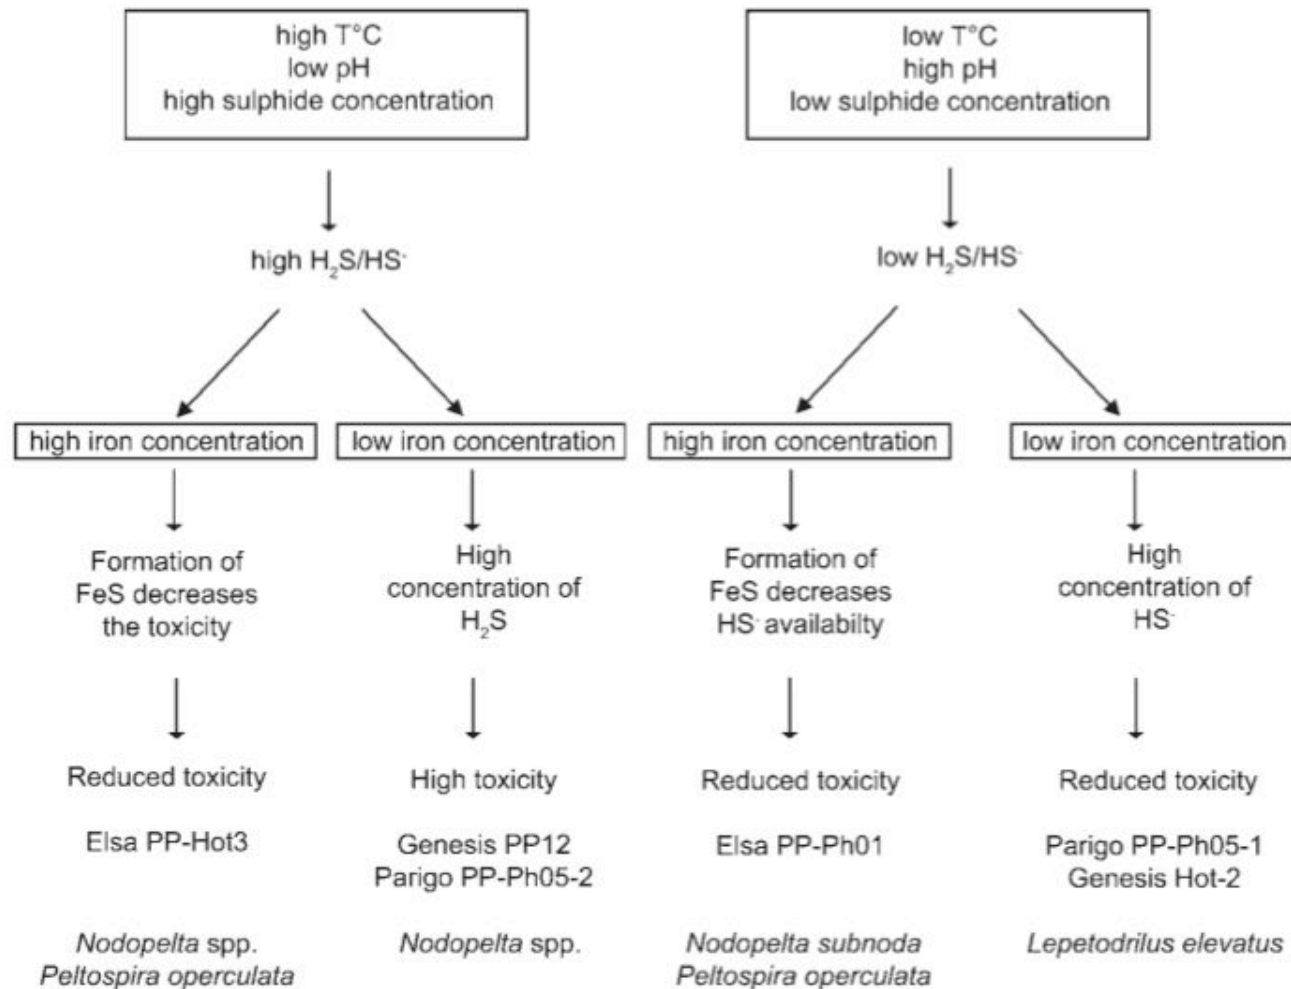 high T°C
low pH
high sulphide concentration
low T°C
high pH
low sulphide concentration
high H₂S/HS⁻
low H₂S/HS⁻
high iron concentration
low iron concentration
high iron concentration
low iron concentration
Formation of
FeS decreases
the toxicity
High
concentration of
H₂S
Formation of
FeS decreases
HS⁻ availabilty
High
concentration of
HS⁻
Reduced toxicity
High toxicity
Reduced toxicity
Reduced toxicity
Elsa PP-Hot3
Genesis PP12
Parigo PP-Ph05-2
Elsa PP-Ph01
Parigo PP-Ph05-1
Genesis Hot-2
Nodopelta spp.
Peltospira operculata
Nodopelta spp.
Nodopelta subnoda
Peltospira operculata
Lepetodrilus elevatus